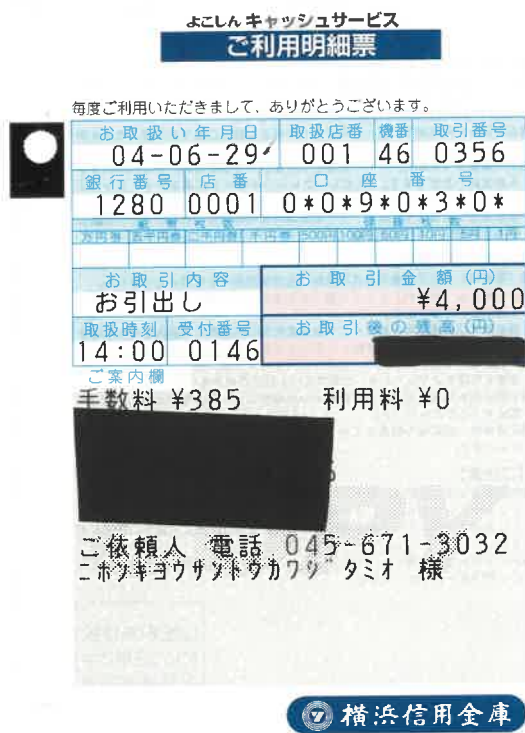 よこしんキャッシュサービス
ご利用明細票
毎度ご利用いただきまして、ありがとうございます。
お取扱い年月日 取扱店番 機番 取引番号
04-06-29 001 46 0356
銀行番号 店番 口座番号
1280 0001 0*0*9*0*3*0*
お取引内容 お取引金額(円)
お引出し ¥4,000
取扱時刻 受付番号 お取引後の残高(円)
14:00 0146
ご案内欄
手数料 ¥385 利用料 ¥0
ご依頼人 電話 045-671-3032
ニホンキヨウサントウカワジ゛タミオ 様
横浜信用金庫